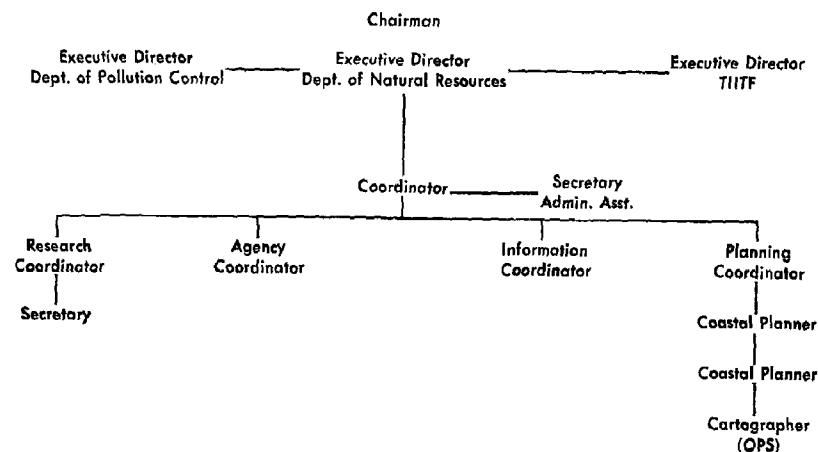 Chairman
Executive Director
Dept. of Pollution Control
Executive Director
Dept. of Natural Resources
Executive Director
TIITF
Coordinator
Secretary
Admin. Asst.
Research
Coordinator
Agency
Coordinator
Information
Coordinator
Planning
Coordinator
Secretary
Coastal Planner
Coastal Planner
Cartographer
(OPS)